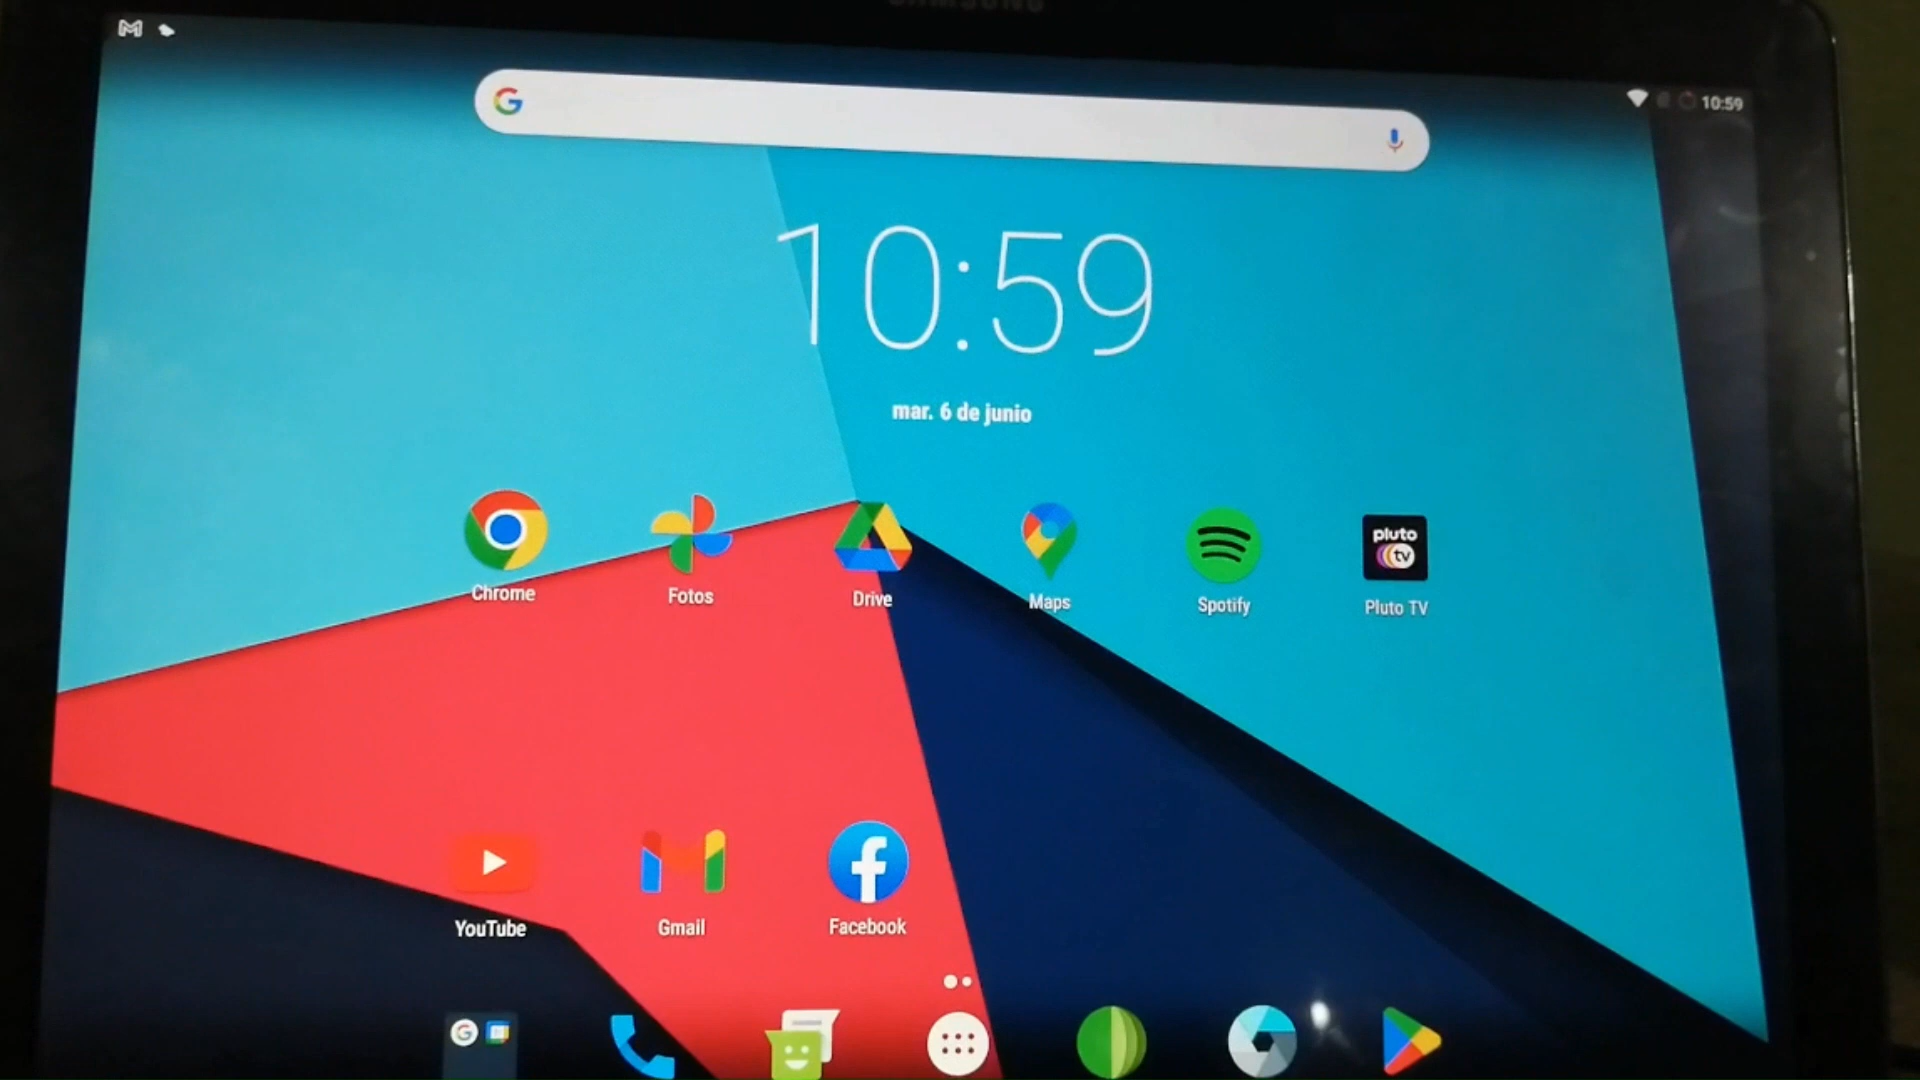 SAMSUNG
10:59
10:59
mar. 6 de junio
Chrome
Fotos
Drive
Maps
Spotify
pluto
tv
Pluto TV
YouTube
Gmail
Facebook